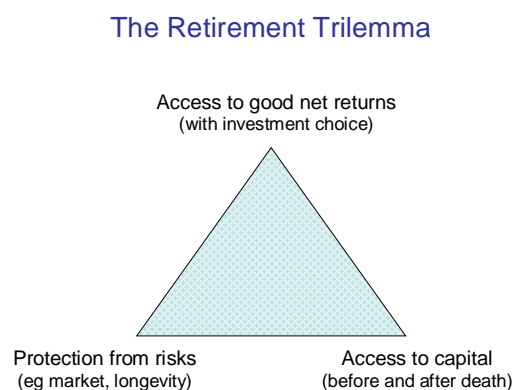 The Retirement Trilemma
Access to good net returns
(with investment choice)
Protection from risks
(eg market, longevity)
Access to capital
(before and after death)